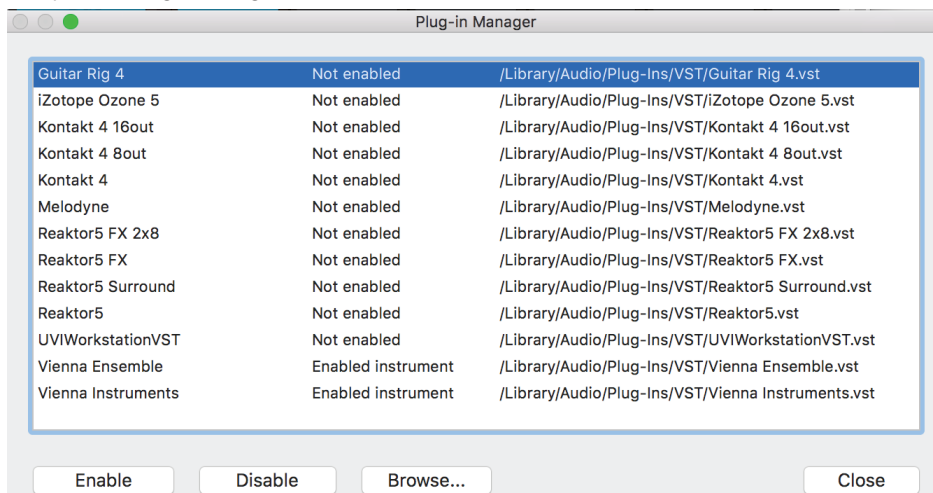 Plug-in Manager
Guitar Rig 4 Not enabled /Library/Audio/Plug-Ins/VST/Guitar Rig 4.vst
iZotope Ozone 5 Not enabled /Library/Audio/Plug-Ins/VST/iZotope Ozone 5.vst
Kontakt 4 16out Not enabled /Library/Audio/Plug-Ins/VST/Kontakt 4 16out.vst
Kontakt 4 8out Not enabled /Library/Audio/Plug-Ins/VST/Kontakt 4 8out.vst
Kontakt 4 Not enabled /Library/Audio/Plug-Ins/VST/Kontakt 4.vst
Melodyne Not enabled /Library/Audio/Plug-Ins/VST/Melodyne.vst
Reaktor5 FX 2x8 Not enabled /Library/Audio/Plug-Ins/VST/Reaktor5 FX 2x8.vst
Reaktor5 FX Not enabled /Library/Audio/Plug-Ins/VST/Reaktor5 FX.vst
Reaktor5 Surround Not enabled /Library/Audio/Plug-Ins/VST/Reaktor5 Surround.vst
Reaktor5 Not enabled /Library/Audio/Plug-Ins/VST/Reaktor5.vst
UVIWorkstationVST Not enabled /Library/Audio/Plug-Ins/VST/UVIWorkstationVST.vst
Vienna Ensemble Enabled instrument /Library/Audio/Plug-Ins/VST/Vienna Ensemble.vst
Vienna Instruments Enabled instrument /Library/Audio/Plug-Ins/VST/Vienna Instruments.vst
Enable Disable Browse... Close